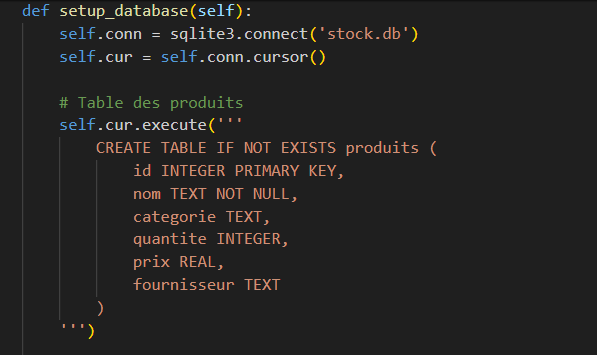 def setup_database(self):
self.conn = sqlite3.connect('stock.db')
self.cur = self.conn.cursor()
# Table des produits
self.cur.execute('''
CREATE TABLE IF NOT EXISTS produits (
id INTEGER PRIMARY KEY,
nom TEXT NOT NULL,
categorie TEXT,
quantite INTEGER,
prix REAL,
fournisseur TEXT
)
''')